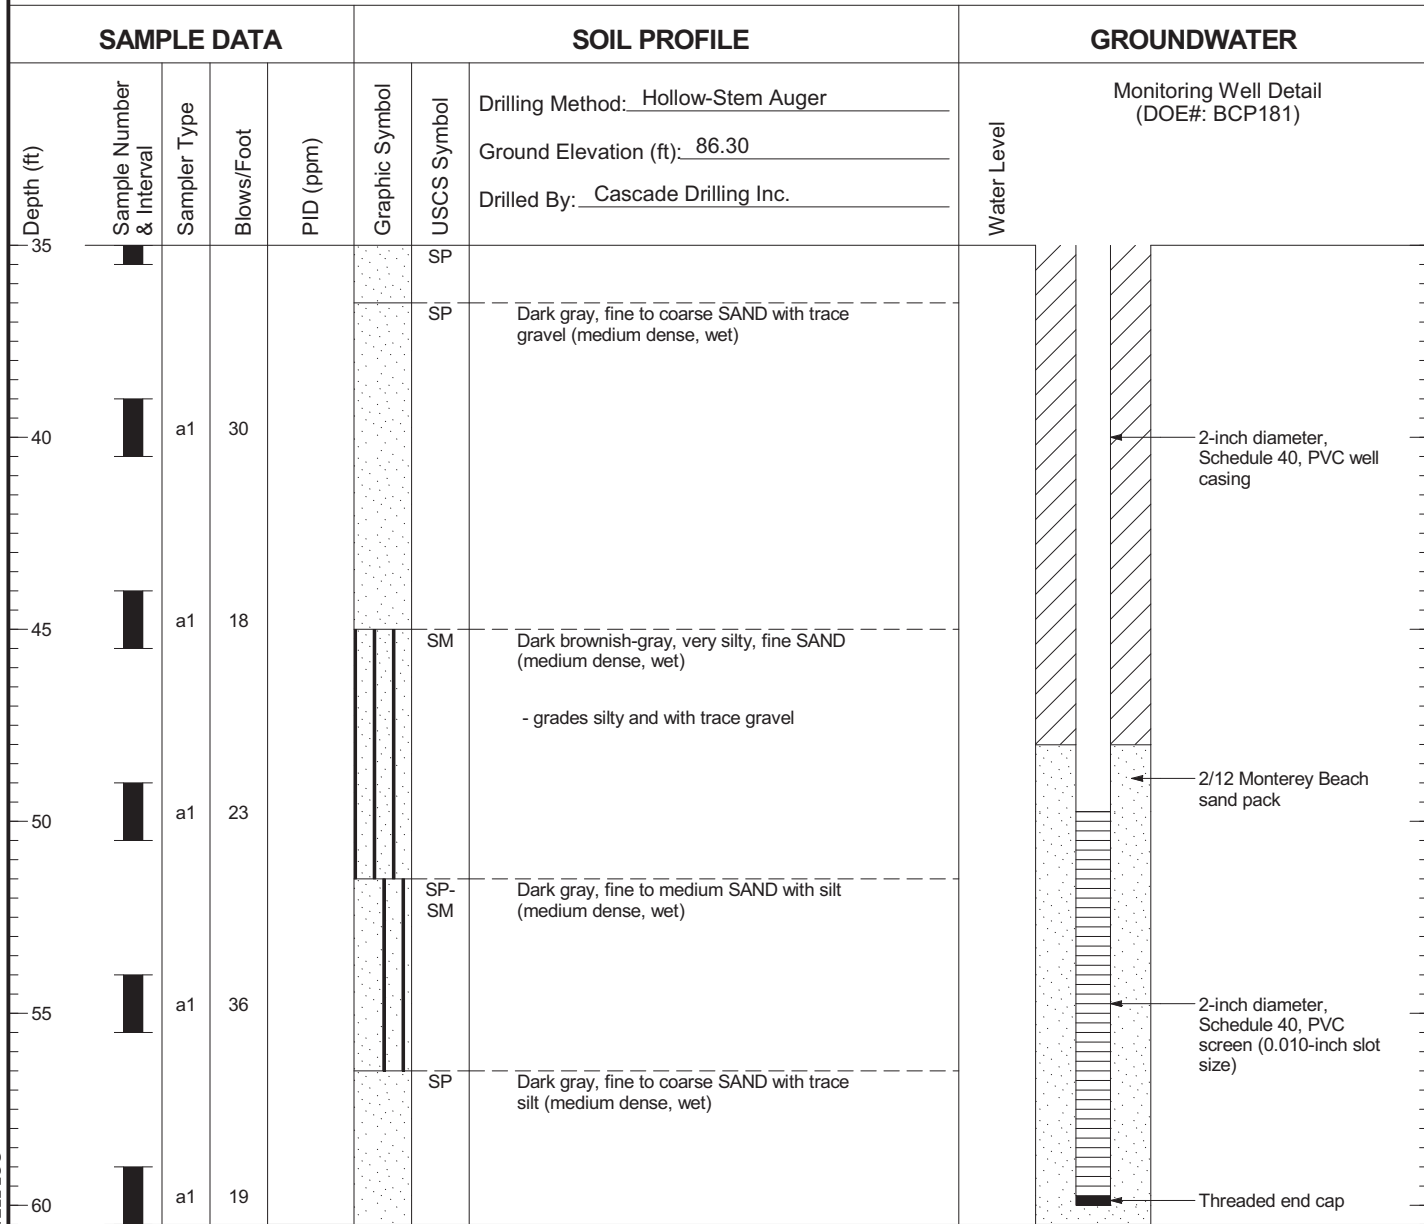 SAMPLE DATA
SOIL PROFILE
GROUNDWATER
Depth (ft)
Sample Number
& Interval
Sampler Type
Blows/Foot
PID (ppm)
Graphic Symbol
USCS Symbol
Drilling Method: Hollow-Stem Auger
Ground Elevation (ft): 86.30
Drilled By: Cascade Drilling Inc.
Water Level
Monitoring Well Detail
(DOE#: BCP181)
35
SP
SP
Dark gray, fine to coarse SAND with trace
gravel (medium dense, wet)
40
a1
30
2-inch diameter,
Schedule 40, PVC well
casing
45
a1
18
SM
Dark brownish-gray, very silty, fine SAND
(medium dense, wet)
- grades silty and with trace gravel
50
a1
23
2/12 Monterey Beach
sand pack
SP-
SM
Dark gray, fine to medium SAND with silt
(medium dense, wet)
55
a1
36
2-inch diameter,
Schedule 40, PVC
screen (0.010-inch slot
size)
SP
Dark gray, fine to coarse SAND with trace
silt (medium dense, wet)
60
a1
19
Threaded end cap